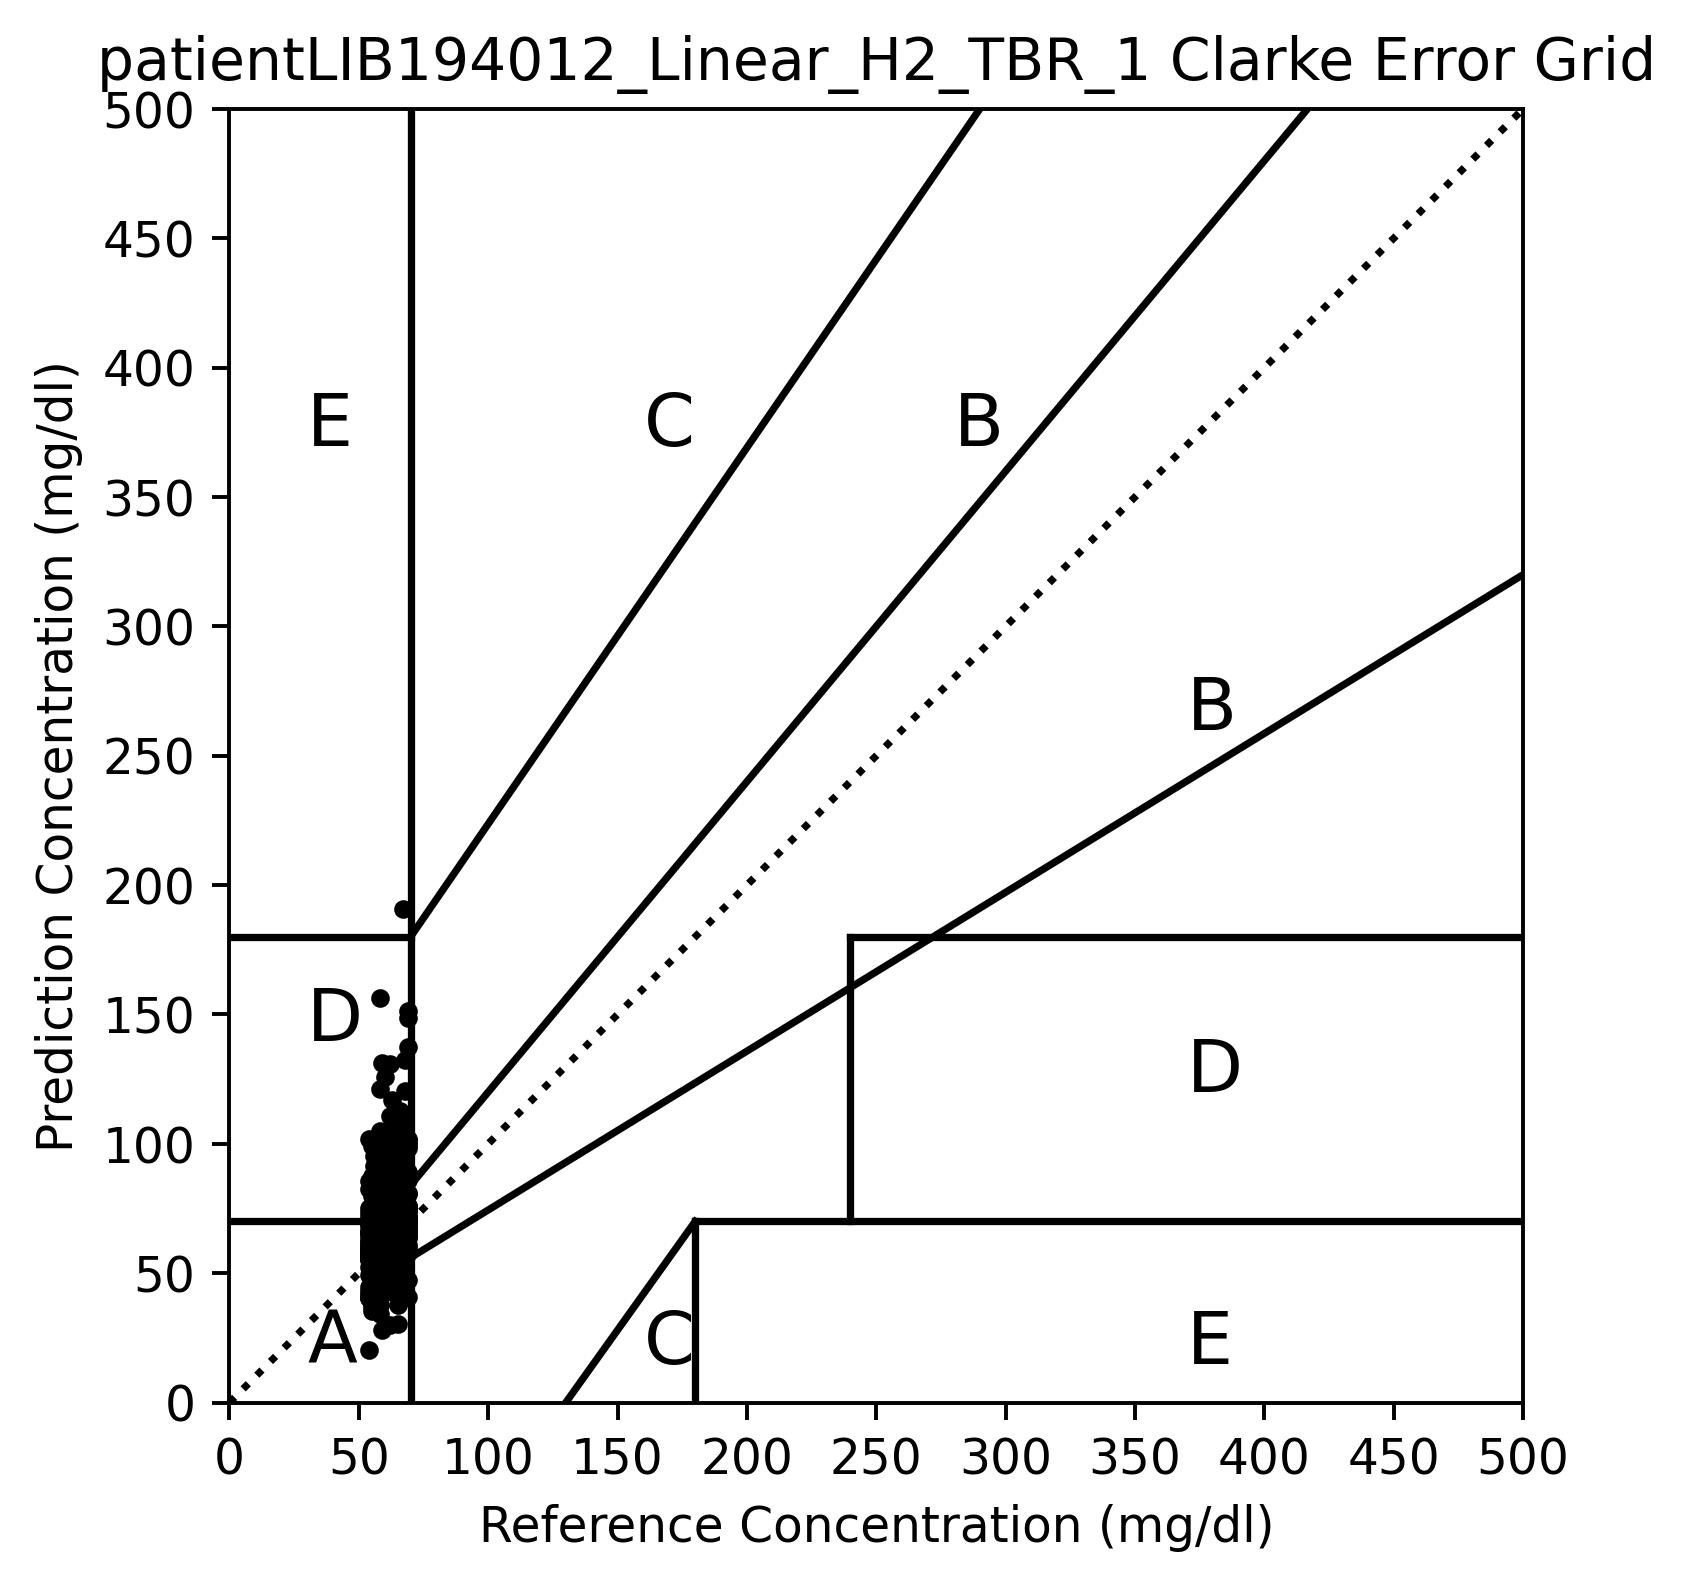 patientLIB194012_Linear_H2_TBR_1 Clarke Error Grid
500
450
400
350
300
250
200
150
100
50
0
Prediction Concentration (mg/dl)
E
C
B
B
D
D
A
C
E
0 50 100 150 200 250 300 350 400 450 500
Reference Concentration (mg/dl)